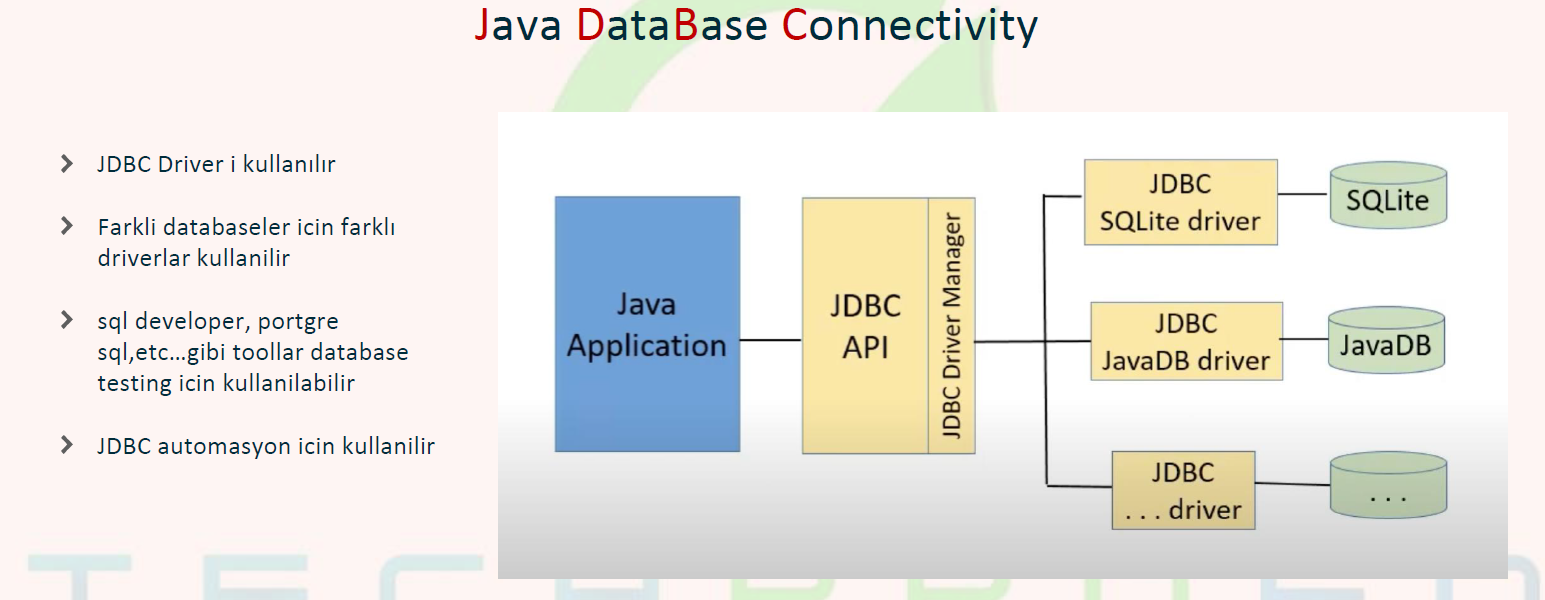 Java DataBase Connectivity
JDBC Driver i kullanılır
Farkli databaseler icin farklı
driverlar kullanilir
sql developer, portgre
sql,etc...gibi toollar database
testing icin kullanilabilir
JDBC automasyon icin kullanilir
Java
Application
JDBC
API
JDBC Driver Manager
JDBC
SQLite driver
SQLite
JDBC
JavaDB driver
JavaDB
JDBC
. . . driver
. . .